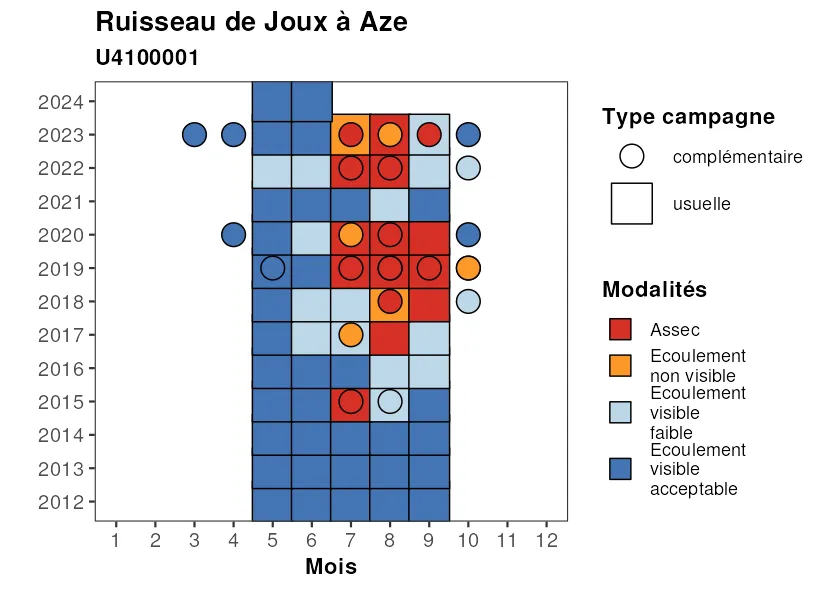 Ruisseau de Joux à Aze
U4100001
2024
2023
2022
2021
2020
2019
2018
2017
2016
2015
2014
2013
2012
1 2 3 4 5 6 7 8 9 10 11 12
Mois
Type campagne
complémentaire
usuelle
Modalités
Assec
Ecoulement
non visible
Ecoulement
visible
faible
Ecoulement
visible
acceptable